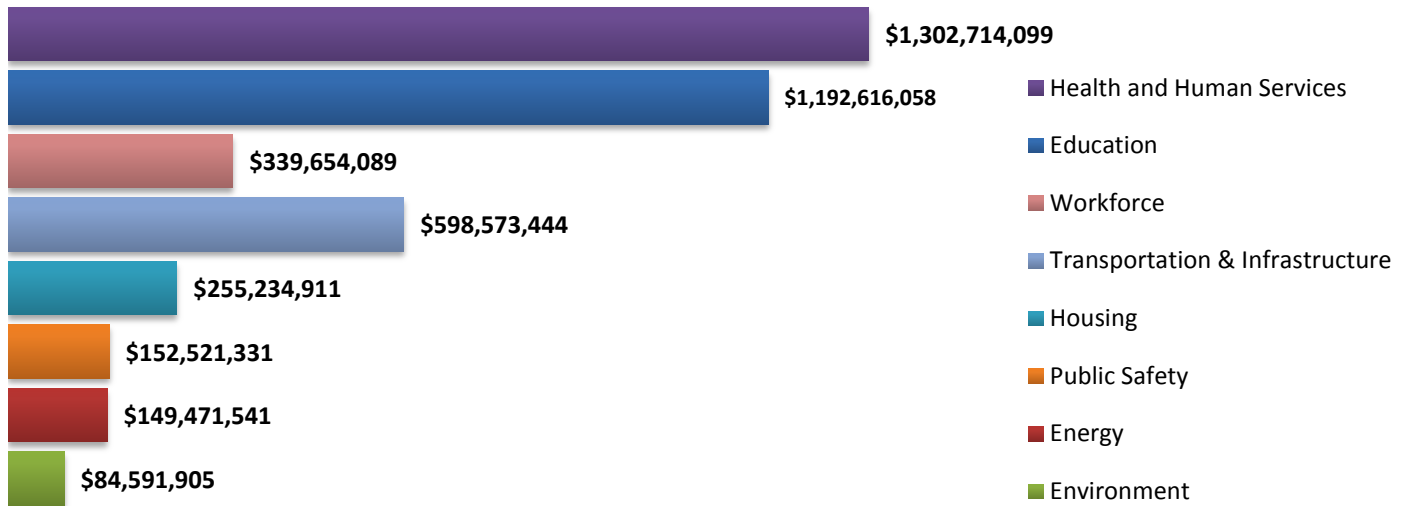 $1,302,714,099
$1,192,616,058
$339,654,089
$598,573,444
$255,234,911
$152,521,331
$149,471,541
$84,591,905
Health and Human Services
Education
Workforce
Transportation & Infrastructure
Housing
Public Safety
Energy
Environment